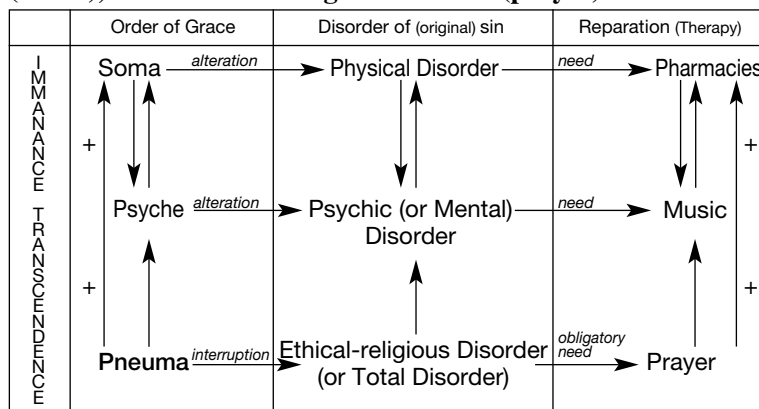 Order of Grace Disorder of (original) sin Reparation (Therapy)
IMMANANCE TRANSCENDENCE
Soma alteration Physical Disorder need Pharmacies
+ +
Psyche alteration Psychic (or Mental) need Music
Disorder
+ +
Pneuma interruption Ethical-religious Disorder obligatory need Prayer
(or Total Disorder)